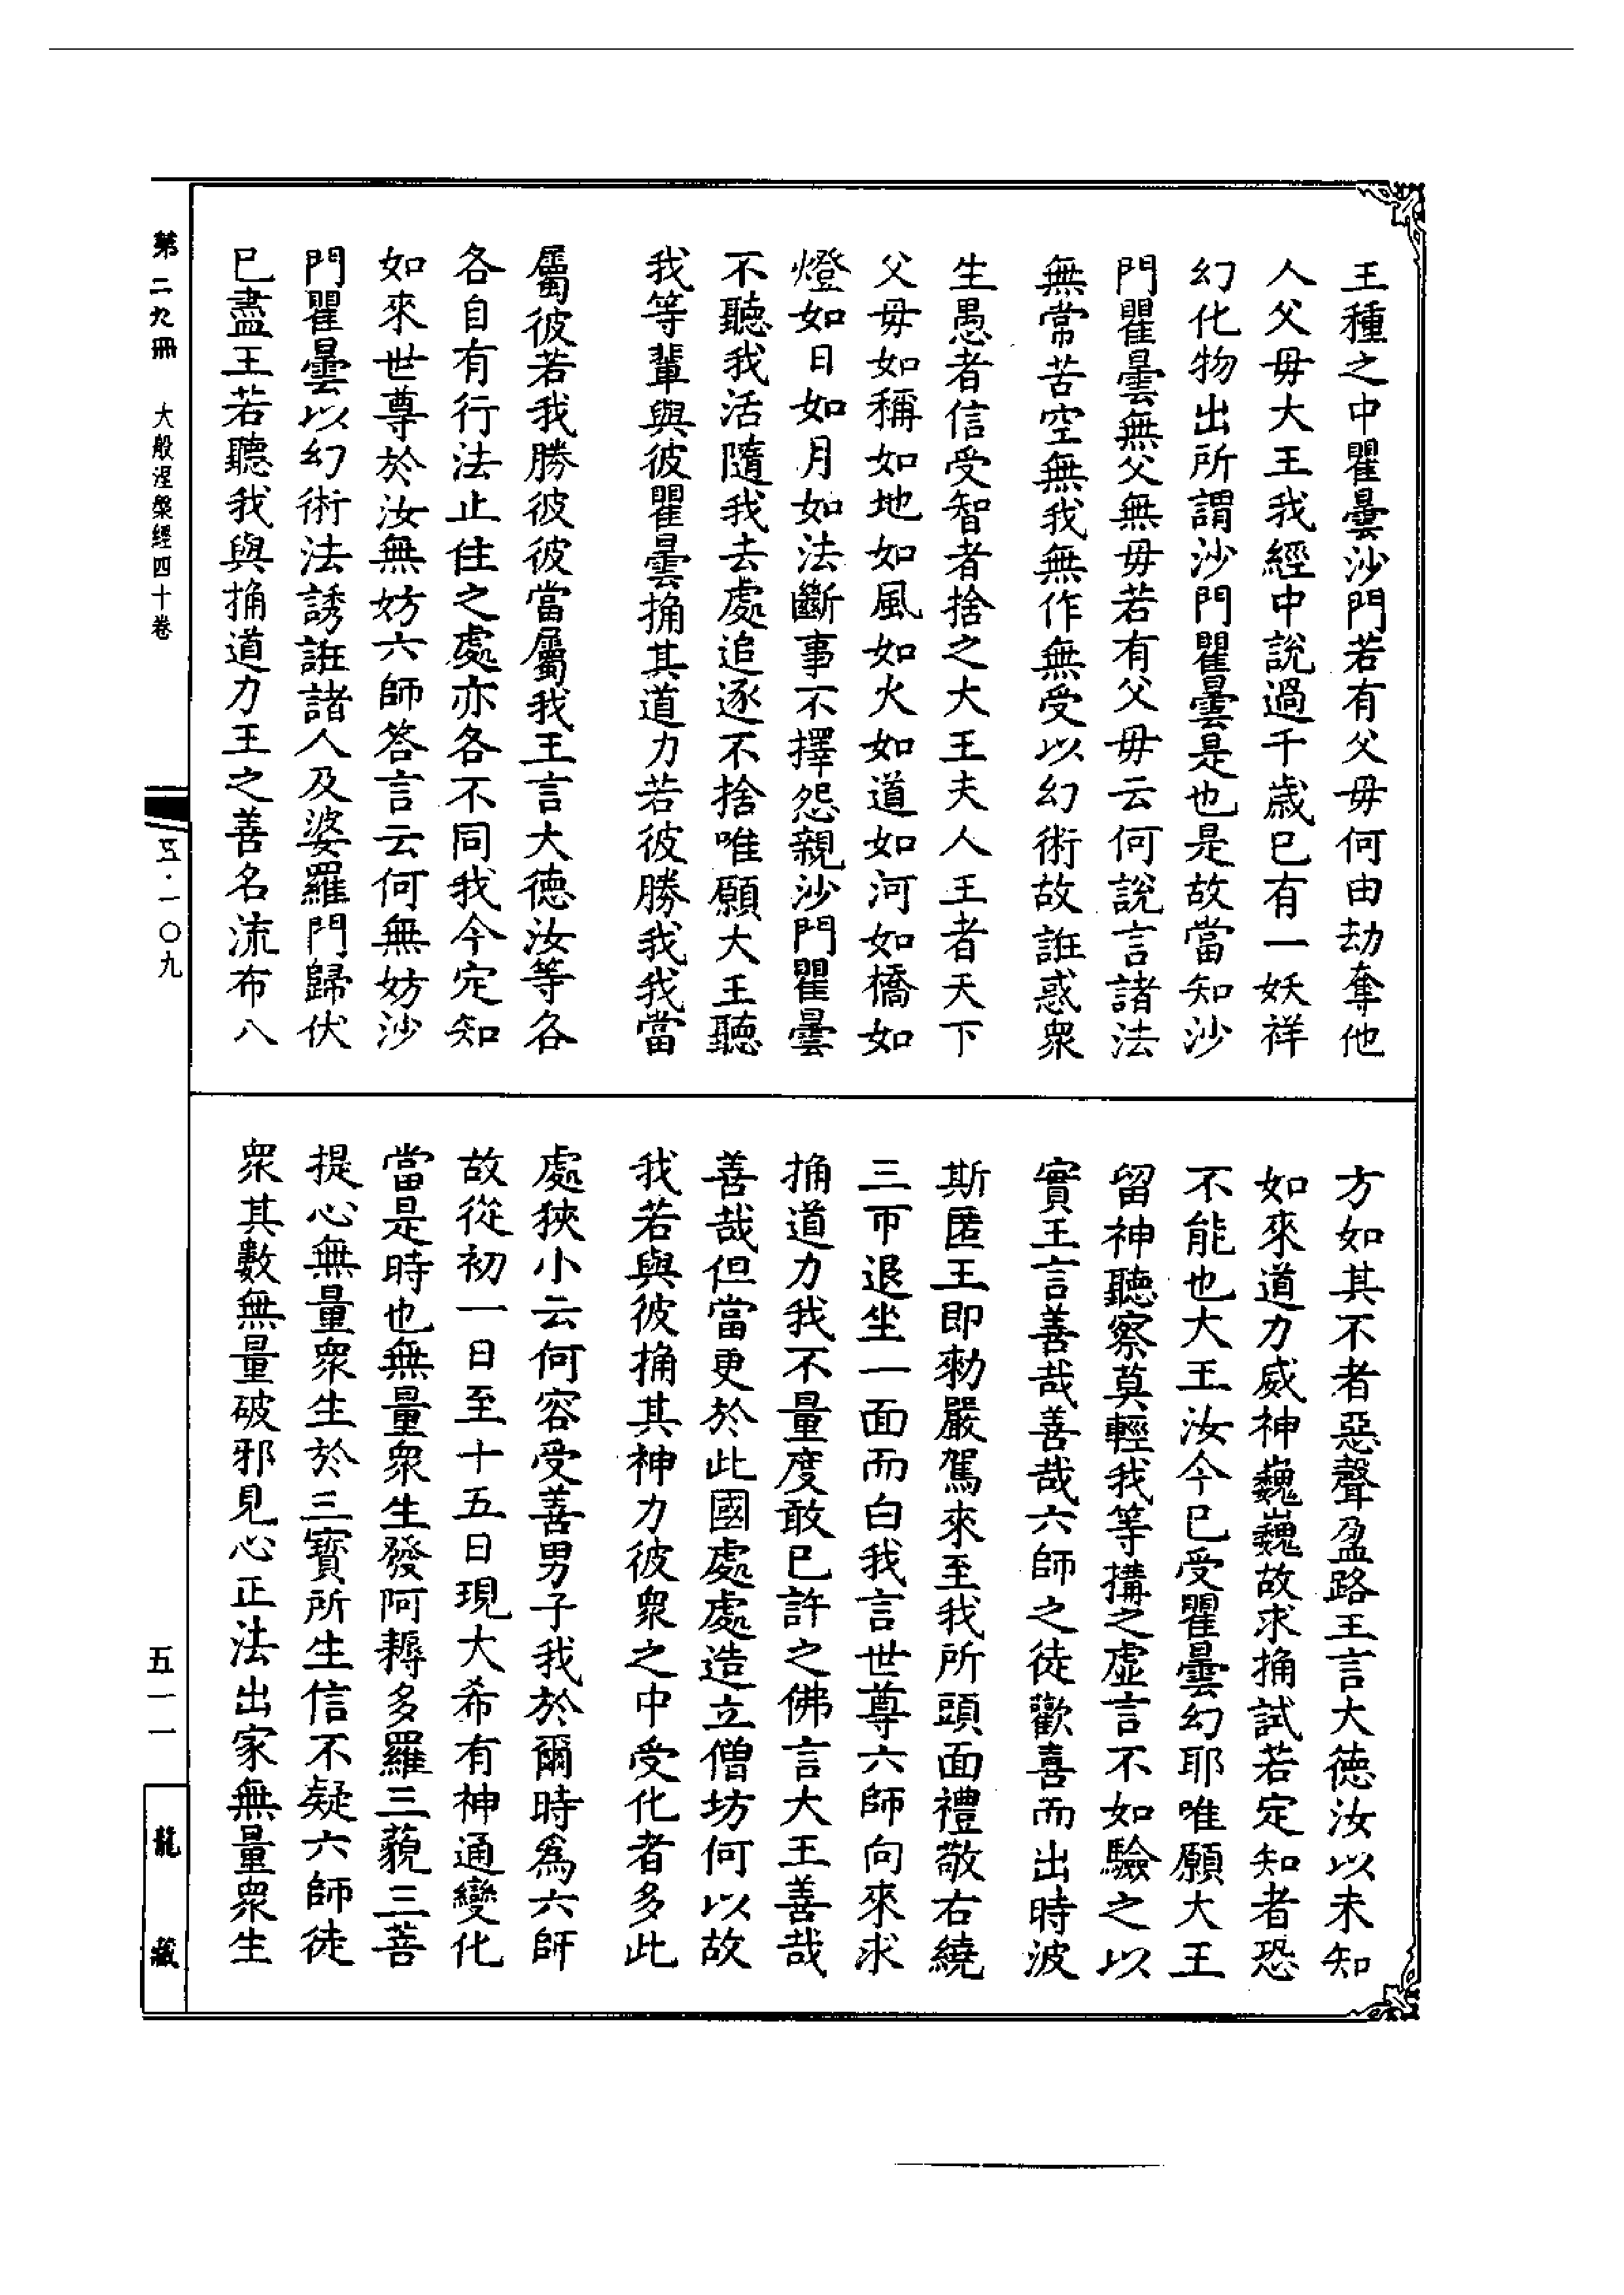 王種之中瞿曇沙門若有父毋何由劫奪他
人父毋大王我經中說過千歲已有一妖祥
幻化物出所謂沙門瞿曇是也是故當知沙
門瞿曇無父無毋若有父毋云何說言諸法
無常苦空無我無作無受以幻術故誑惑衆
生愚者信受智者捨之大王夫人王者天下
父毋如稱如地如風如火如道如河如橋如
燈如日如月如法斷事不擇怨親沙門瞿曇
不聽我活隨我去處追逐不捨唯願大王聽
我等輩與彼瞿曇捔其道力若彼勝我我當
屬彼若我勝彼彼當屬我王言大德汝等各
各自有行法止住之處亦各不同我今定知
如來世尊於汝無妨六師答言云何無妨沙
門瞿曇以幻術法誘誑諸人及婆羅門歸伏
已盡王若聽我與捔道力王之善名流布八
方如其不者惡聲盈路王言大德汝以未知
如來道力威神巍巍故求捔試若定知者恐
不能也大王汝今已受瞿曇幻耶唯願大王
留神聽察莫輕我等搆之虛言不如驗之以
實王言善哉善哉六師之徒歡喜而出時波
斯匿王即勑嚴駕來至我所頭面禮敬右繞
三帀退坐一面而白我言世尊六師向來求
捔道力我不量度敢已許之佛言大王善哉
善哉但當更於此國處處造立僧坊何以故
我若與彼捔其神力彼衆之中受化者多此
處狹小云何容受善男子我於爾時爲六師
故從初一日至十五日現大希有神通變化
當是時也無量衆生發阿耨多羅三藐三菩
提心無量衆生於三寶所生信不疑六師徒
衆其數無量破邪見心正法出家無量衆生
第二九冊 大般涅槃經四十卷
五·一〇九
五一一
龍藏